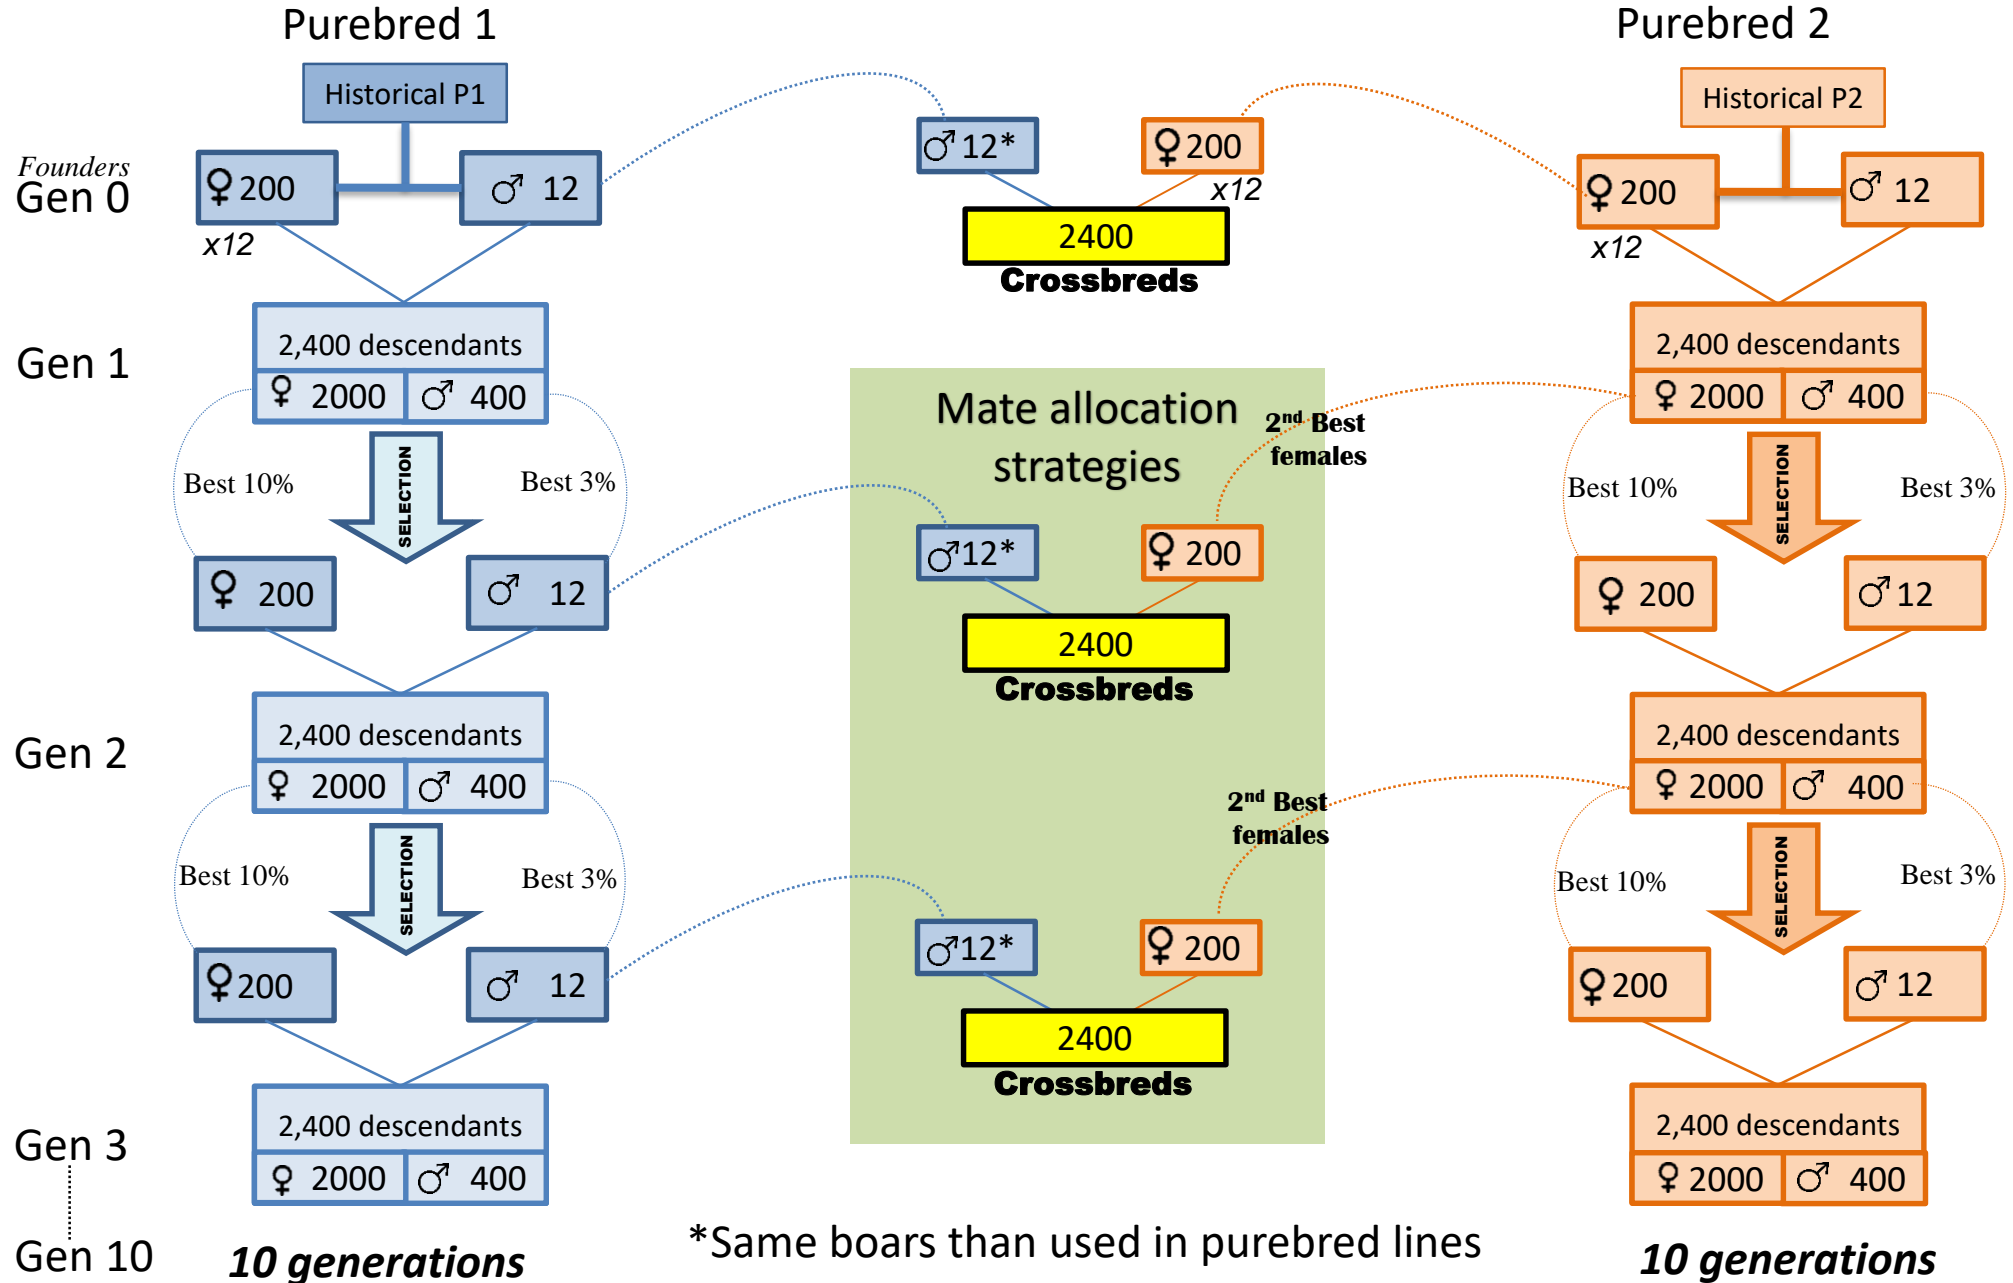 Purebred 1
Purebred 2
Historical P1
Historical P2
Founders
Gen 0
♀ 200
♂ 12
x12
♂ 12*
♀ 200
x12
2400
Crossbreds
♀ 200
♂ 12
x12
Gen 1
2,400 descendants
♀ 2000
♂ 400
Best 10%
SELECTION
Best 3%
♀ 200
♂ 12
Mate allocation
strategies
2nd Best
females
♂ 12*
♀ 200
2400
Crossbreds
2,400 descendants
♀ 2000
♂ 400
Best 10%
SELECTION
Best 3%
♀ 200
♂ 12
Gen 2
2,400 descendants
♀ 2000
♂ 400
Best 10%
SELECTION
Best 3%
♀ 200
♂ 12
2nd Best
females
♂ 12*
♀ 200
2400
Crossbreds
2,400 descendants
♀ 2000
♂ 400
Best 10%
SELECTION
Best 3%
♀ 200
♂ 12
Gen 3
2,400 descendants
♀ 2000
♂ 400
2,400 descendants
♀ 2000
♂ 400
Gen 10
10 generations
*Same boars than used in purebred lines
10 generations